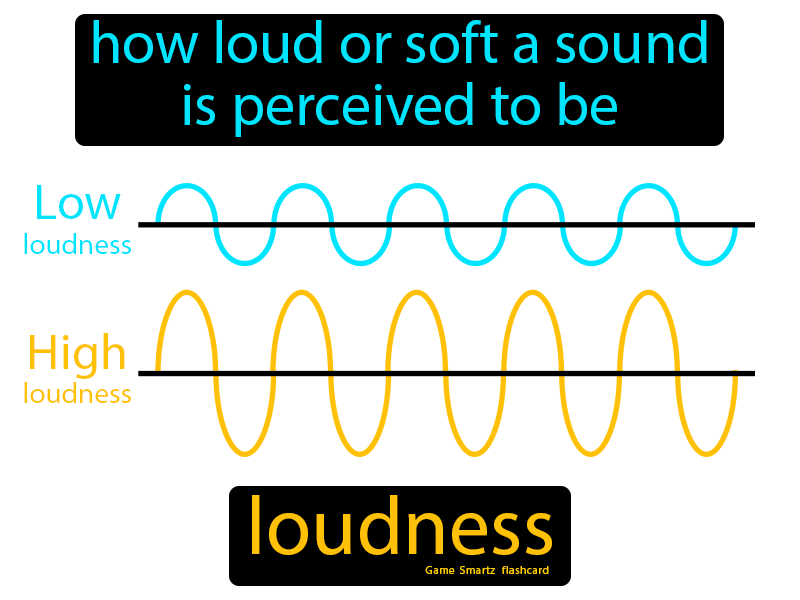 how loud or soft a sound
is perceived to be
Low
loudness
High
loudness
loudness
Game Smartz flashcard